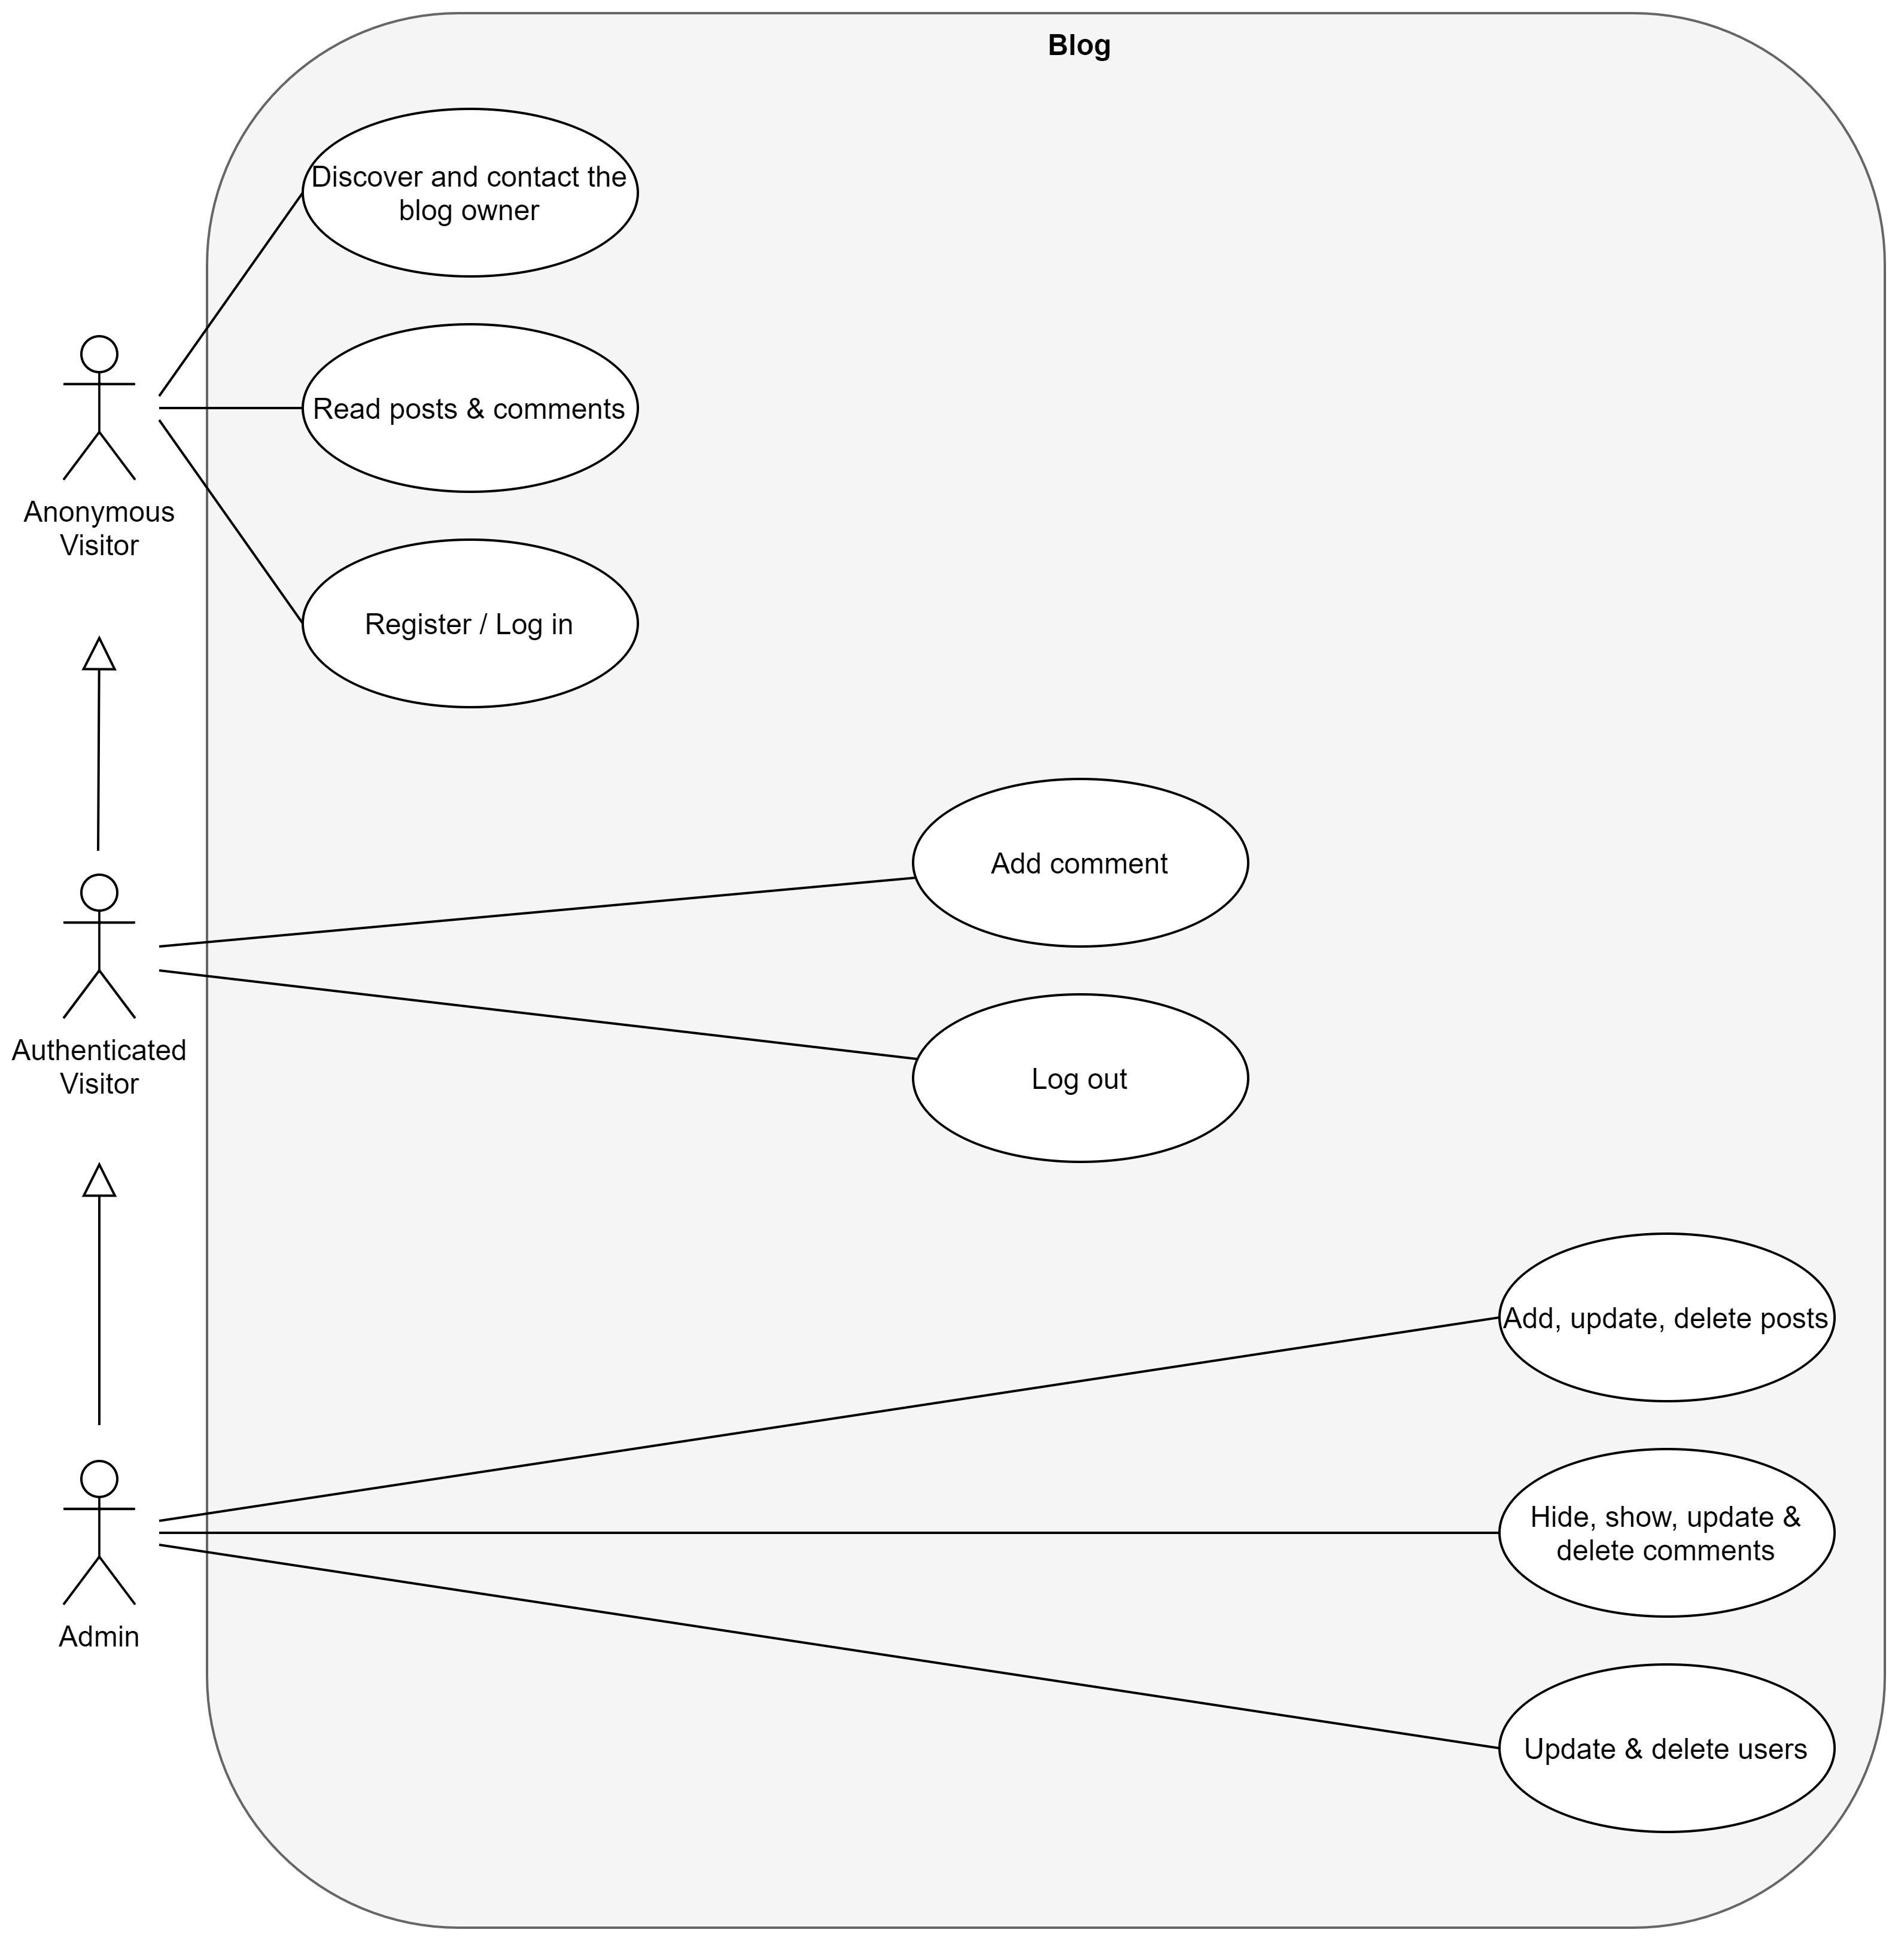 Blog
Discover and contact the
blog owner
Read posts & comments
Anonymous
Visitor
Register / Log in
Add comment
Authenticated
Visitor
Log out
Add, update, delete posts
Hide, show, update &
delete comments
Admin
Update & delete users